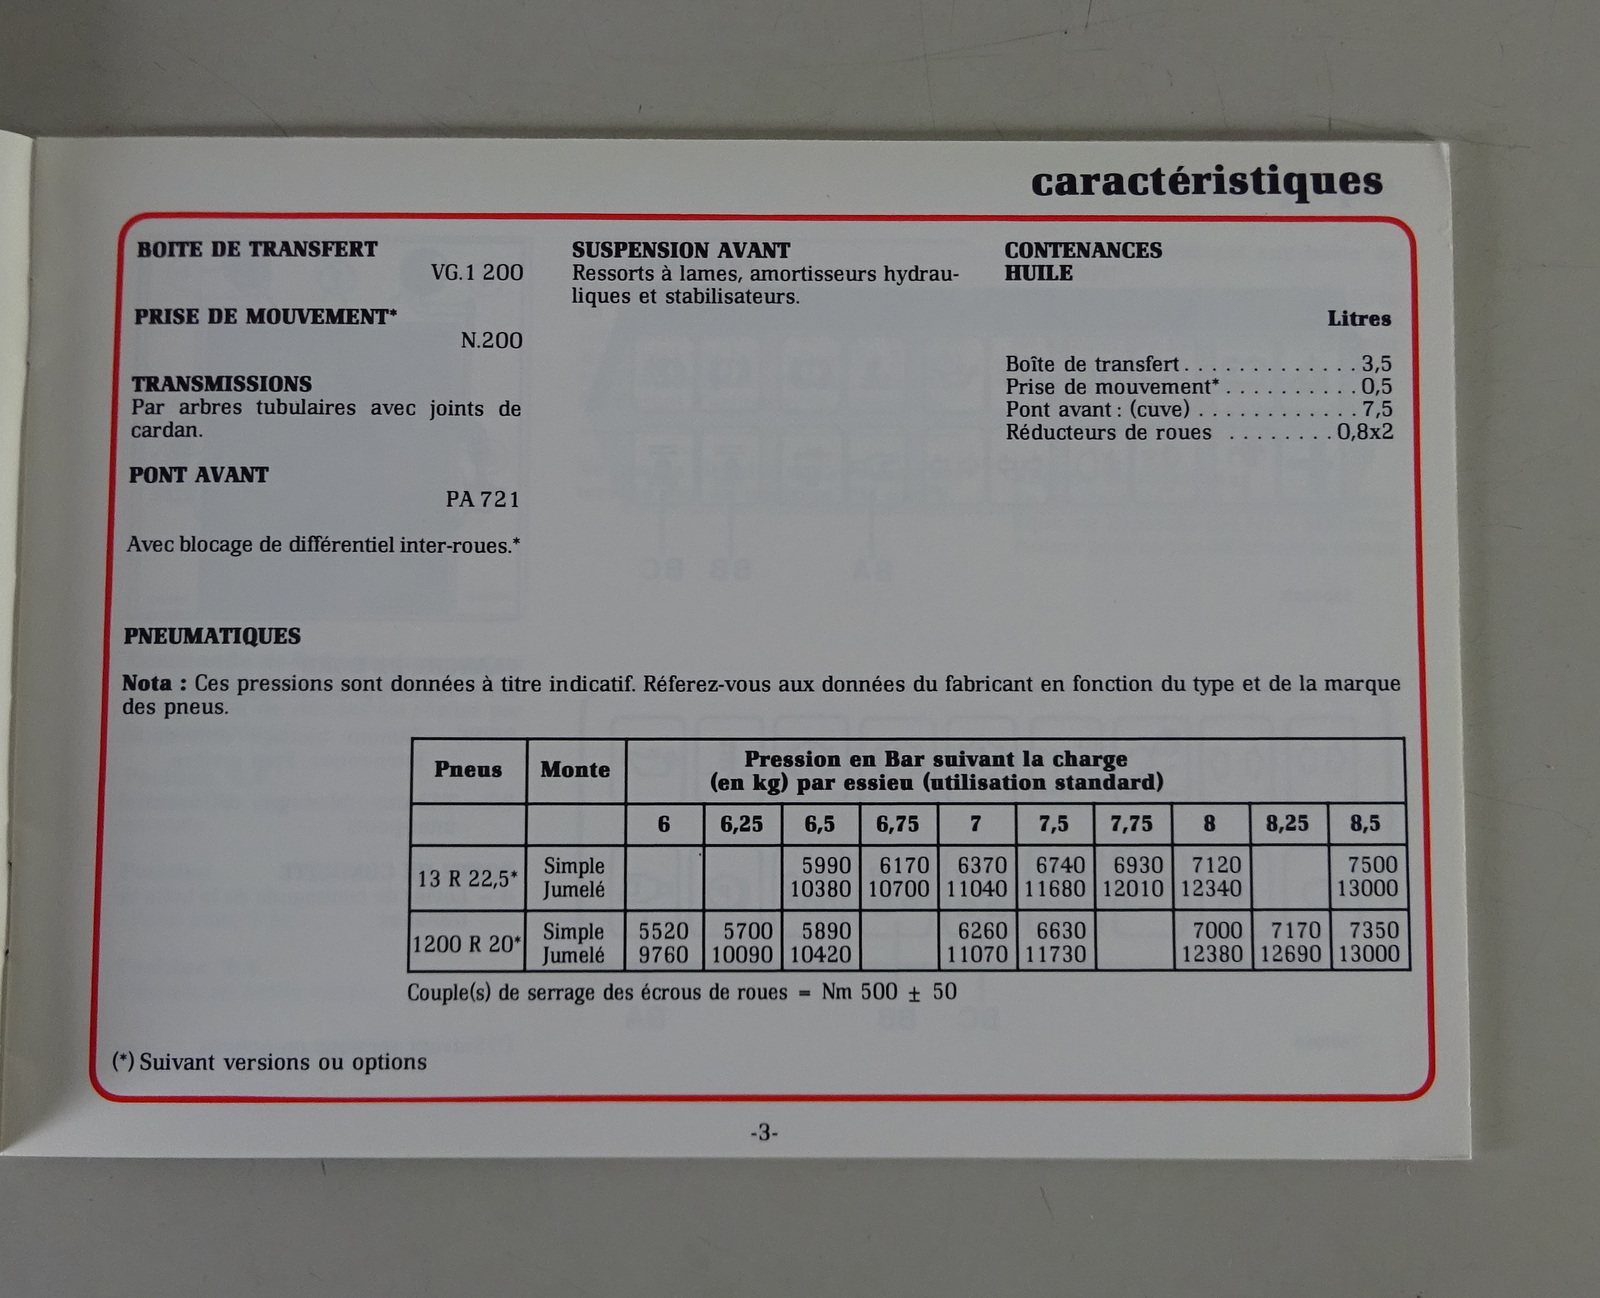 caractéristiques
BOITE DE TRANSFERT
VG.1 200
PRISE DE MOUVEMENT*
N.200
TRANSMISSIONS
Par arbres tubulaires avec joints de
cardan.
PONT AVANT
PA 721
Avec blocage de différentiel inter-roues.*
SUSPENSION AVANT
Ressorts à lames, amortisseurs hydrau-
liques et stabilisateurs.
CONTENANCES
HUILE
Litres
Boîte de transfert . . . . . . . . . . . . . 3,5
Prise de mouvement* . . . . . . . . . . 0,5
Pont avant : (cuve) . . . . . . . . . . . . 7,5
Réducteurs de roues . . . . . . . . 0,8x2
PNEUMATIQUES
Nota : Ces pressions sont données à titre indicatif. Réferez-vous aux données du fabricant en fonction du type et de la marque
des pneus.
Pneus Monte Pression en Bar suivant la charge
(en kg) par essieu (utilisation standard)
6 6,25 6,5 6,75 7 7,5 7,75 8 8,25 8,5
13 R 22,5*
Simple 5990 6170 6370 6740 6930 7120 7500
Jumelé 10380 10700 11040 11680 12010 12340 13000
1200 R 20*
Simple 5520 5700 5890 6260 6630 7000 7170 7350
Jumelé 9760 10090 10420 11070 11730 12380 12690 13000
Couple(s) de serrage des écrous de roues = Nm 500 ± 50
(*) Suivant versions ou options
-3-